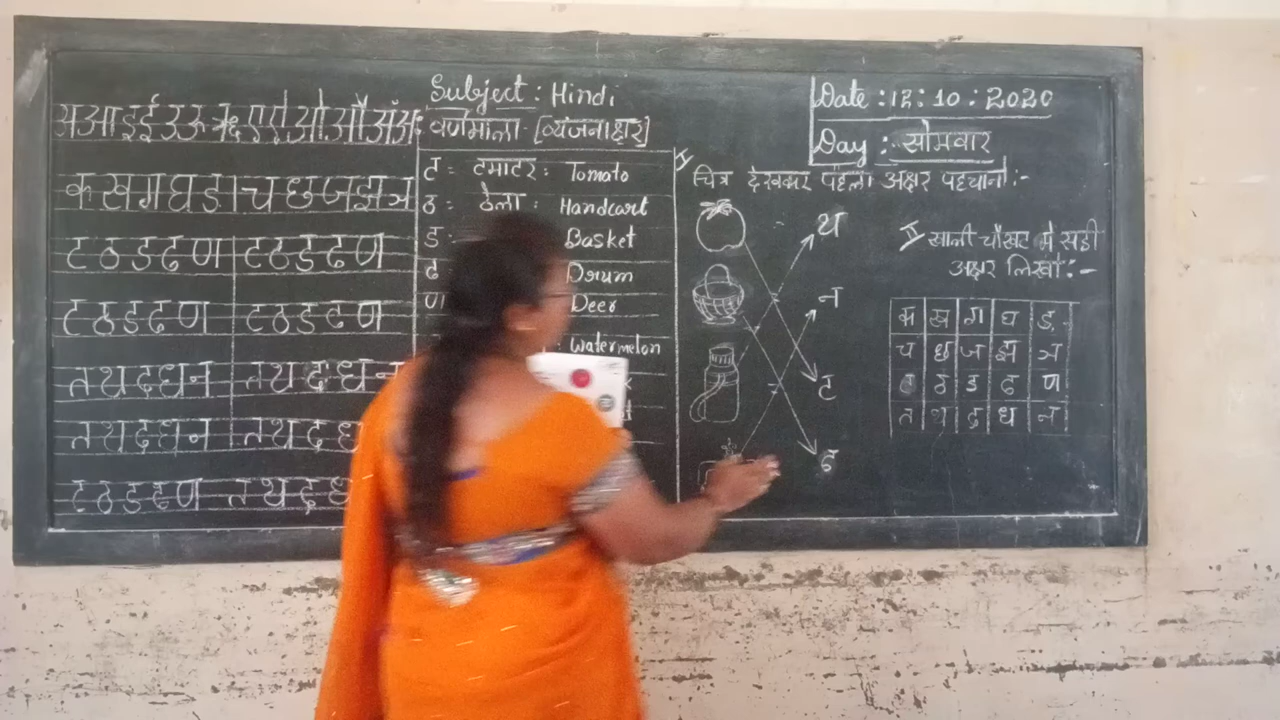 Subject : Hindi
वर्णमाला - [व्यंजनाक्षर]
Date : 12 : 10 . 2020
Day : सोमवार
अ आ इ ई उ ऊ ऋ ए ऐ ओ औ अं अः
क ख ग घ ङ च छ ज झ ञ
ट ठ ड ढ ण ट ठ ड ढ ण
ट ठ ड ढ ण ट ठ ड ढ ण
त थ द ध न त थ द ध न
त थ द ध न त थ द ध
ट ठ ड ढ ण त थ द ध
ट = टमाटर : Tomato
ठ = ठेला : Handcart
ड = Basket
ढ Drum
ण Deer
: Watermelon
I चित्र देखकर पहला अक्षर पहचानो :-
थ
न
ट
ढ
II खाली चौखट में सही
अक्षर लिखो :-
क ख ग घ ङ
च छ ज झ ञ
ट ठ ड ढ ण
त थ द ध न